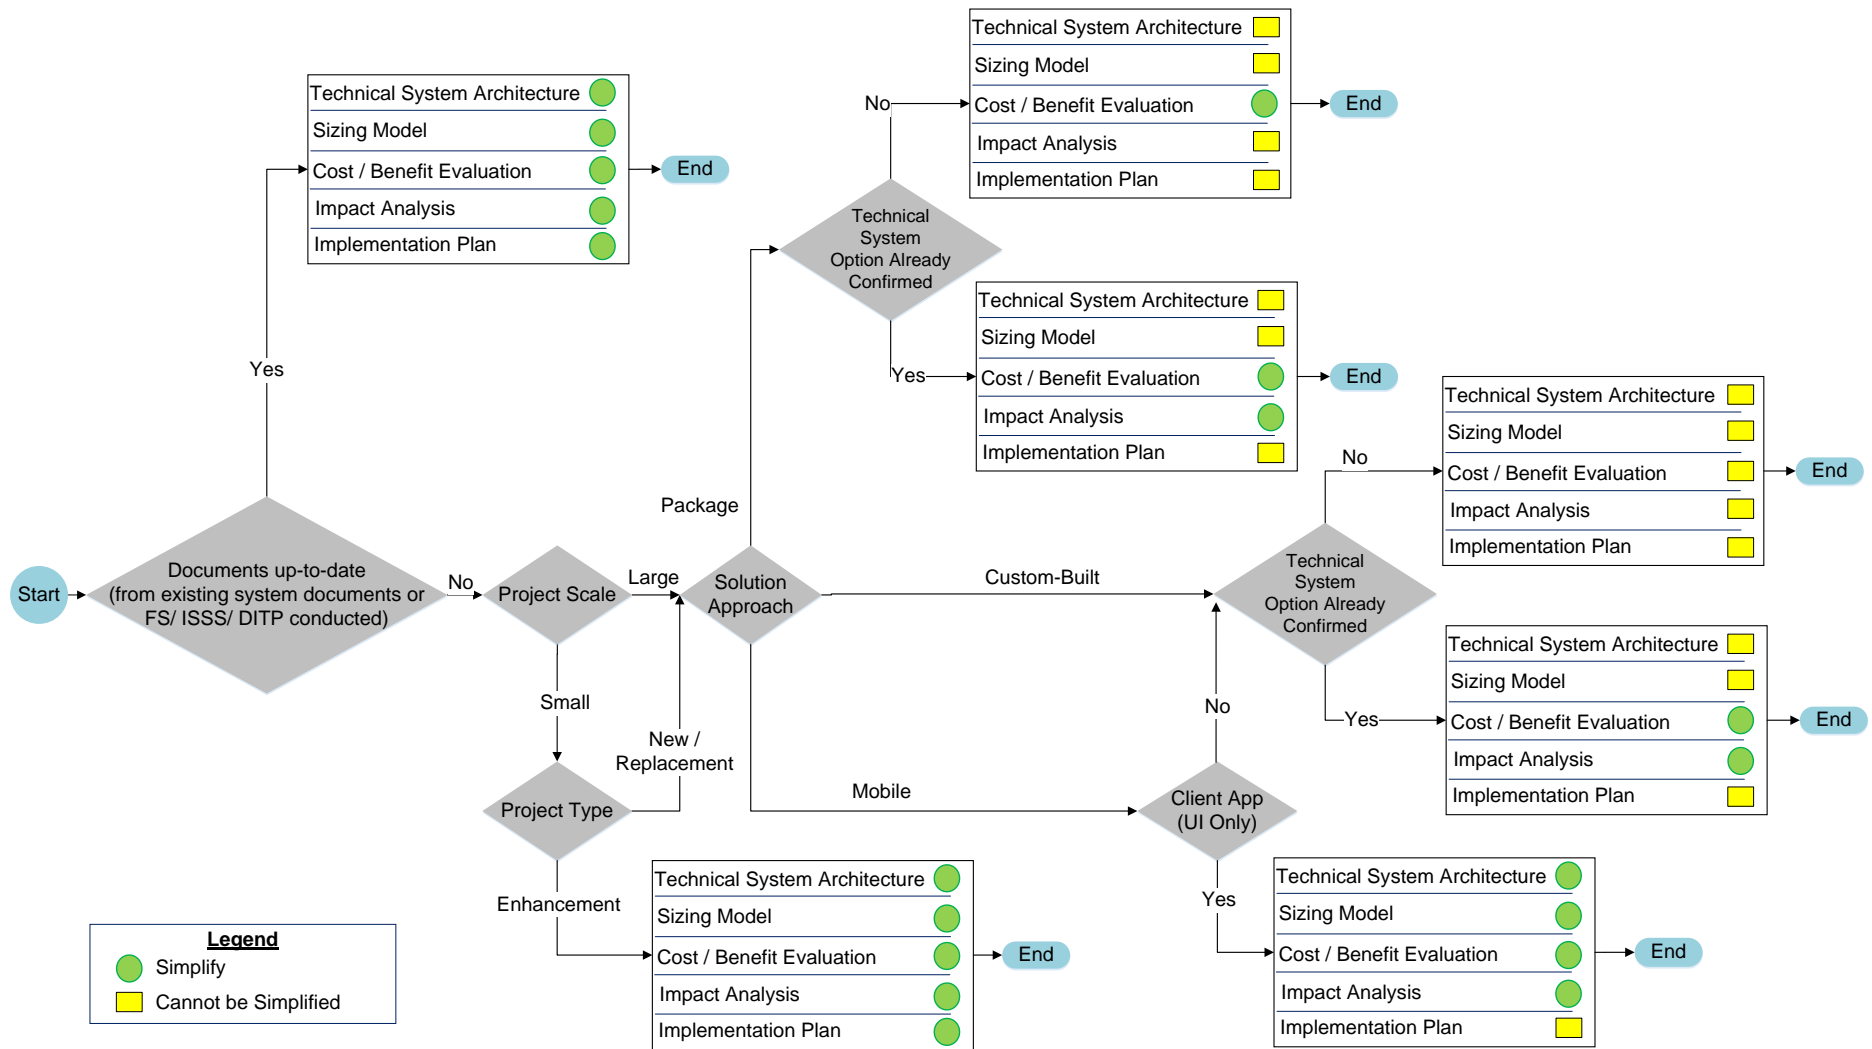 Technical System Architecture
Sizing Model
Cost / Benefit Evaluation
Impact Analysis
Implementation Plan
End
No
Technical System Architecture
Sizing Model
Cost / Benefit Evaluation
Impact Analysis
Implementation Plan
End
Technical
System
Option Already
Confirmed
Yes
Technical System Architecture
Sizing Model
Cost / Benefit Evaluation
Impact Analysis
Implementation Plan
End
Yes
Package
Start
Documents up-to-date
(from existing system documents or
FS/ ISSS/ DITP conducted)
No
Project Scale
Large
Solution
Approach
Custom-Built
Technical
System
Option Already
Confirmed
No
Technical System Architecture
Sizing Model
Cost / Benefit Evaluation
Impact Analysis
Implementation Plan
End
Yes
Technical System Architecture
Sizing Model
Cost / Benefit Evaluation
Impact Analysis
Implementation Plan
End
Small
New /
Replacement
Project Type
Mobile
No
Client App
(UI Only)
Enhancement
Technical System Architecture
Sizing Model
Cost / Benefit Evaluation
Impact Analysis
Implementation Plan
End
Yes
Technical System Architecture
Sizing Model
Cost / Benefit Evaluation
Impact Analysis
Implementation Plan
End
Legend
Simplify
Cannot be Simplified